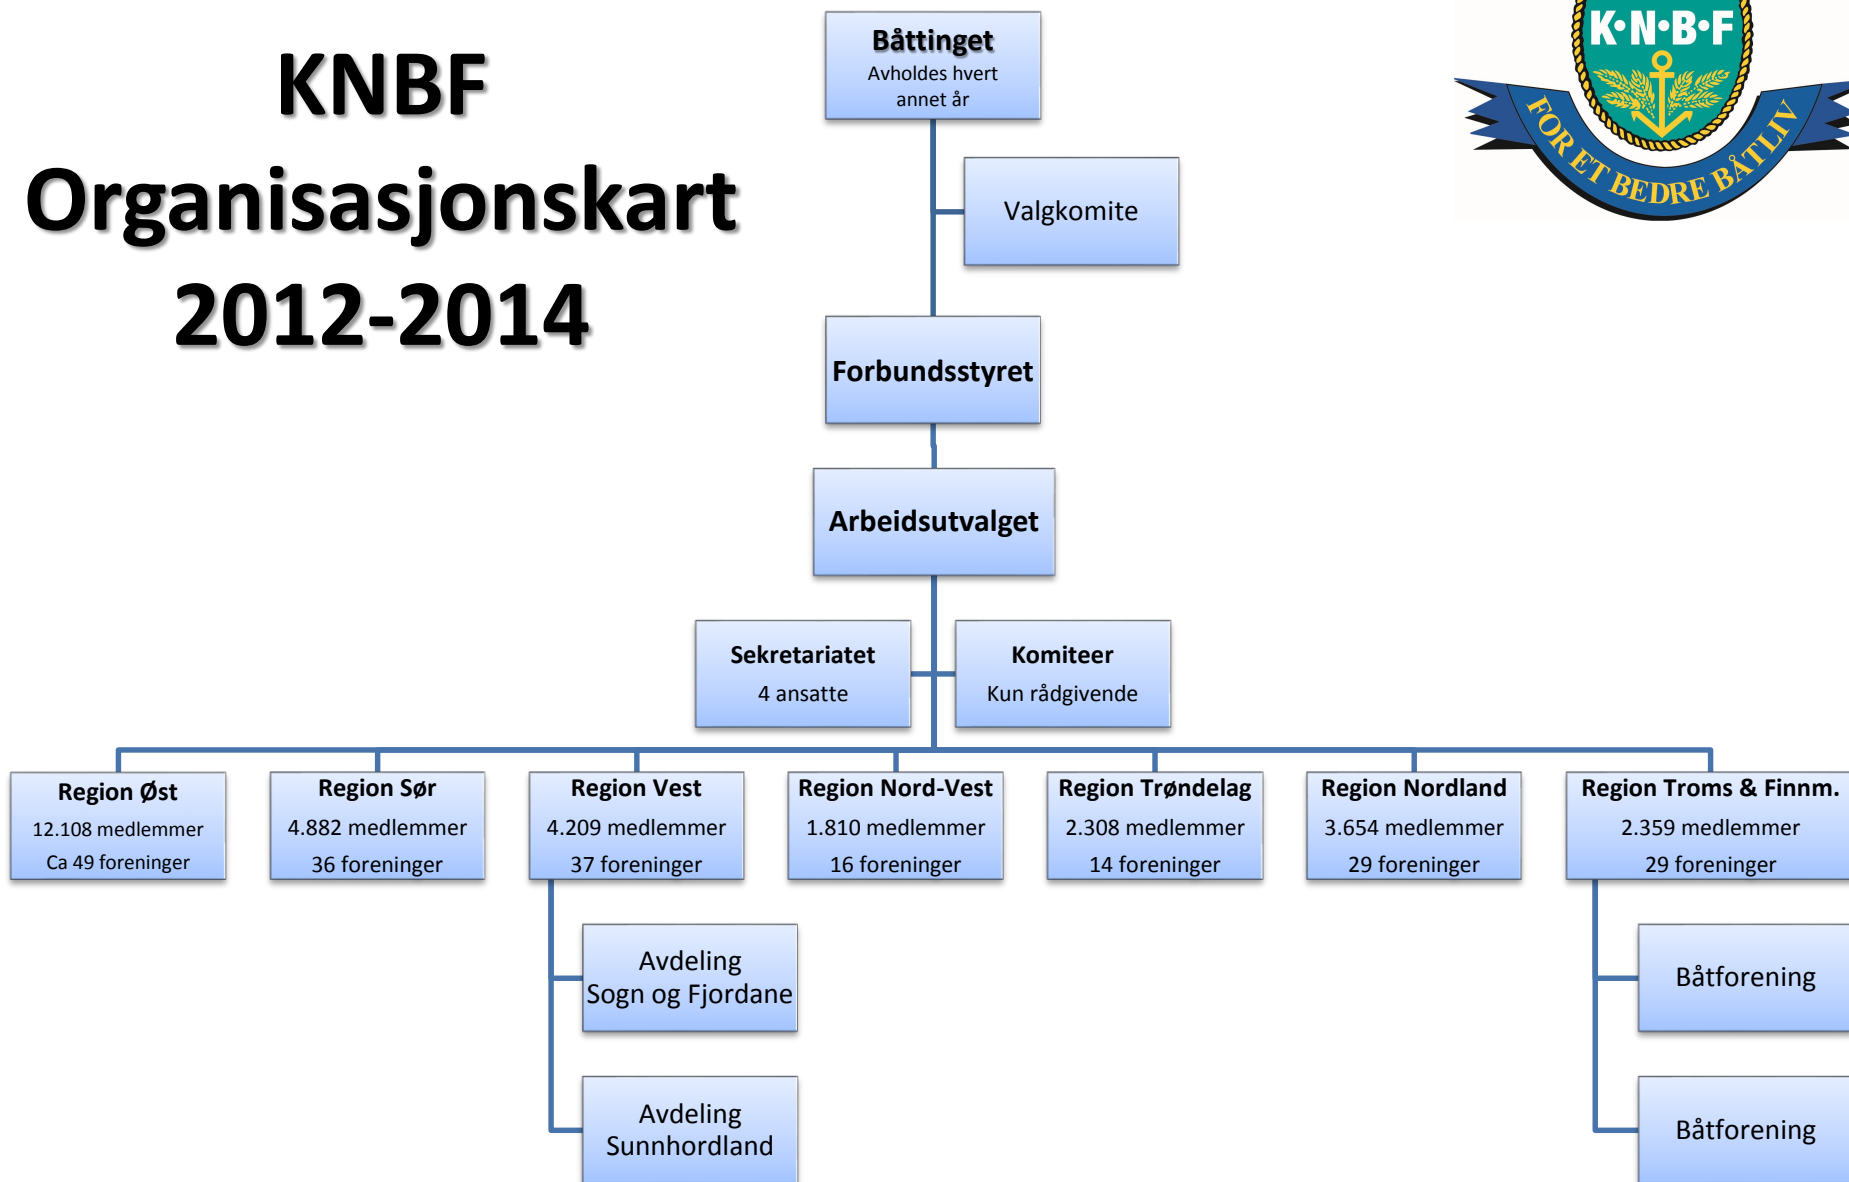 KNBF
Organisasjonskart
2012-2014
Båttinget
Avholdes hvert
annet år
K•N•B•F
FOR ET BEDRE BÅTLIV
Valgkomite
Forbundsstyret
Arbeidsutvalget
Sekretariatet
4 ansatte
Komiteer
Kun rådgivende
Region Øst
12.108 medlemmer
Ca 49 foreninger
Region Sør
4.882 medlemmer
36 foreninger
Region Vest
4.209 medlemmer
37 foreninger
Region Nord-Vest
1.810 medlemmer
16 foreninger
Region Trøndelag
2.308 medlemmer
14 foreninger
Region Nordland
3.654 medlemmer
29 foreninger
Region Troms & Finnm.
2.359 medlemmer
29 foreninger
Avdeling
Sogn og Fjordane
Avdeling
Sunnhordland
Båtforening
Båtforening